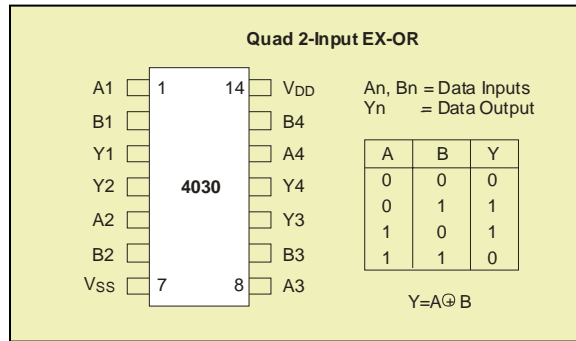 Quad 2-Input EX-OR
A1 1 14 VDD
B1 B4
Y1 A4
Y2 4030 Y4
A2 Y3
B2 B3
VSS 7 8 A3
An, Bn = Data Inputs
Yn = Data Output
A B Y
0 0 0
0 1 1
1 0 1
1 1 0
Y=A⊕B